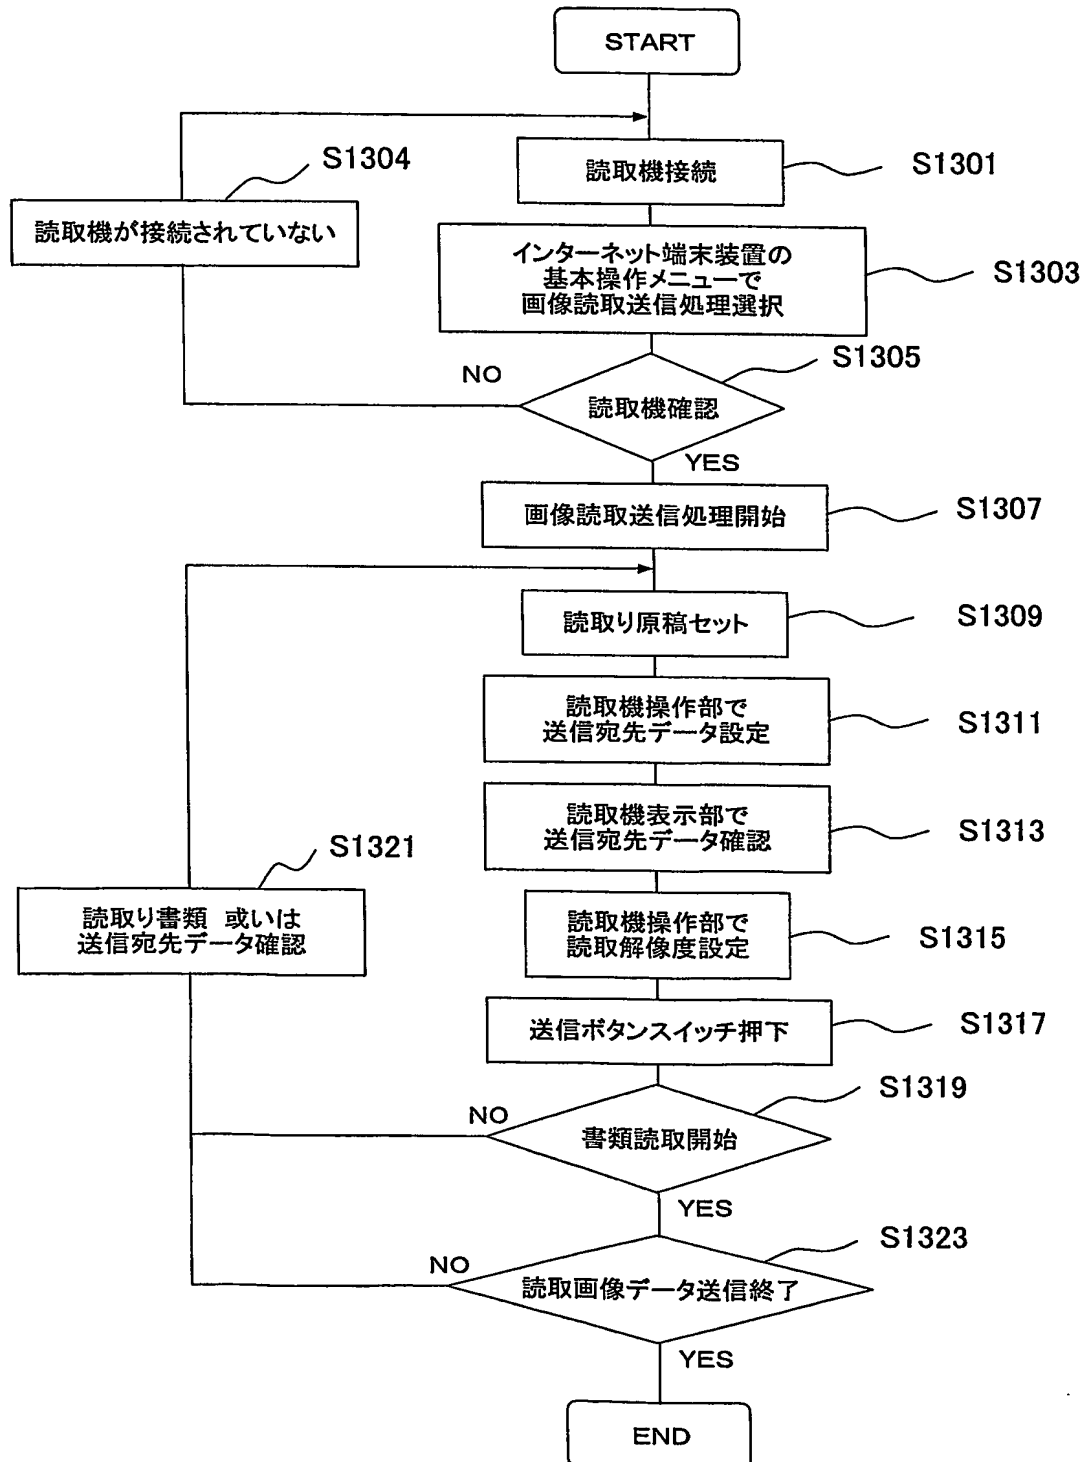 START
S1304
読取機接続
S1301
読取機が接続されていない
インターネット端末装置の
基本操作メニューで
画像読取送信処理選択
S1303
S1305
NO
読取機確認
YES
画像読取送信処理開始
S1307
読取り原稿セット
S1309
読取機操作部で
送信宛先データ設定
S1311
読取機表示部で
送信宛先データ確認
S1313
S1321
読取り書類 或いは
送信宛先データ確認
読取機操作部で
読取解像度設定
S1315
送信ボタンスイッチ押下
S1317
S1319
NO
書類読取開始
YES
S1323
NO
読取画像データ送信終了
YES
END